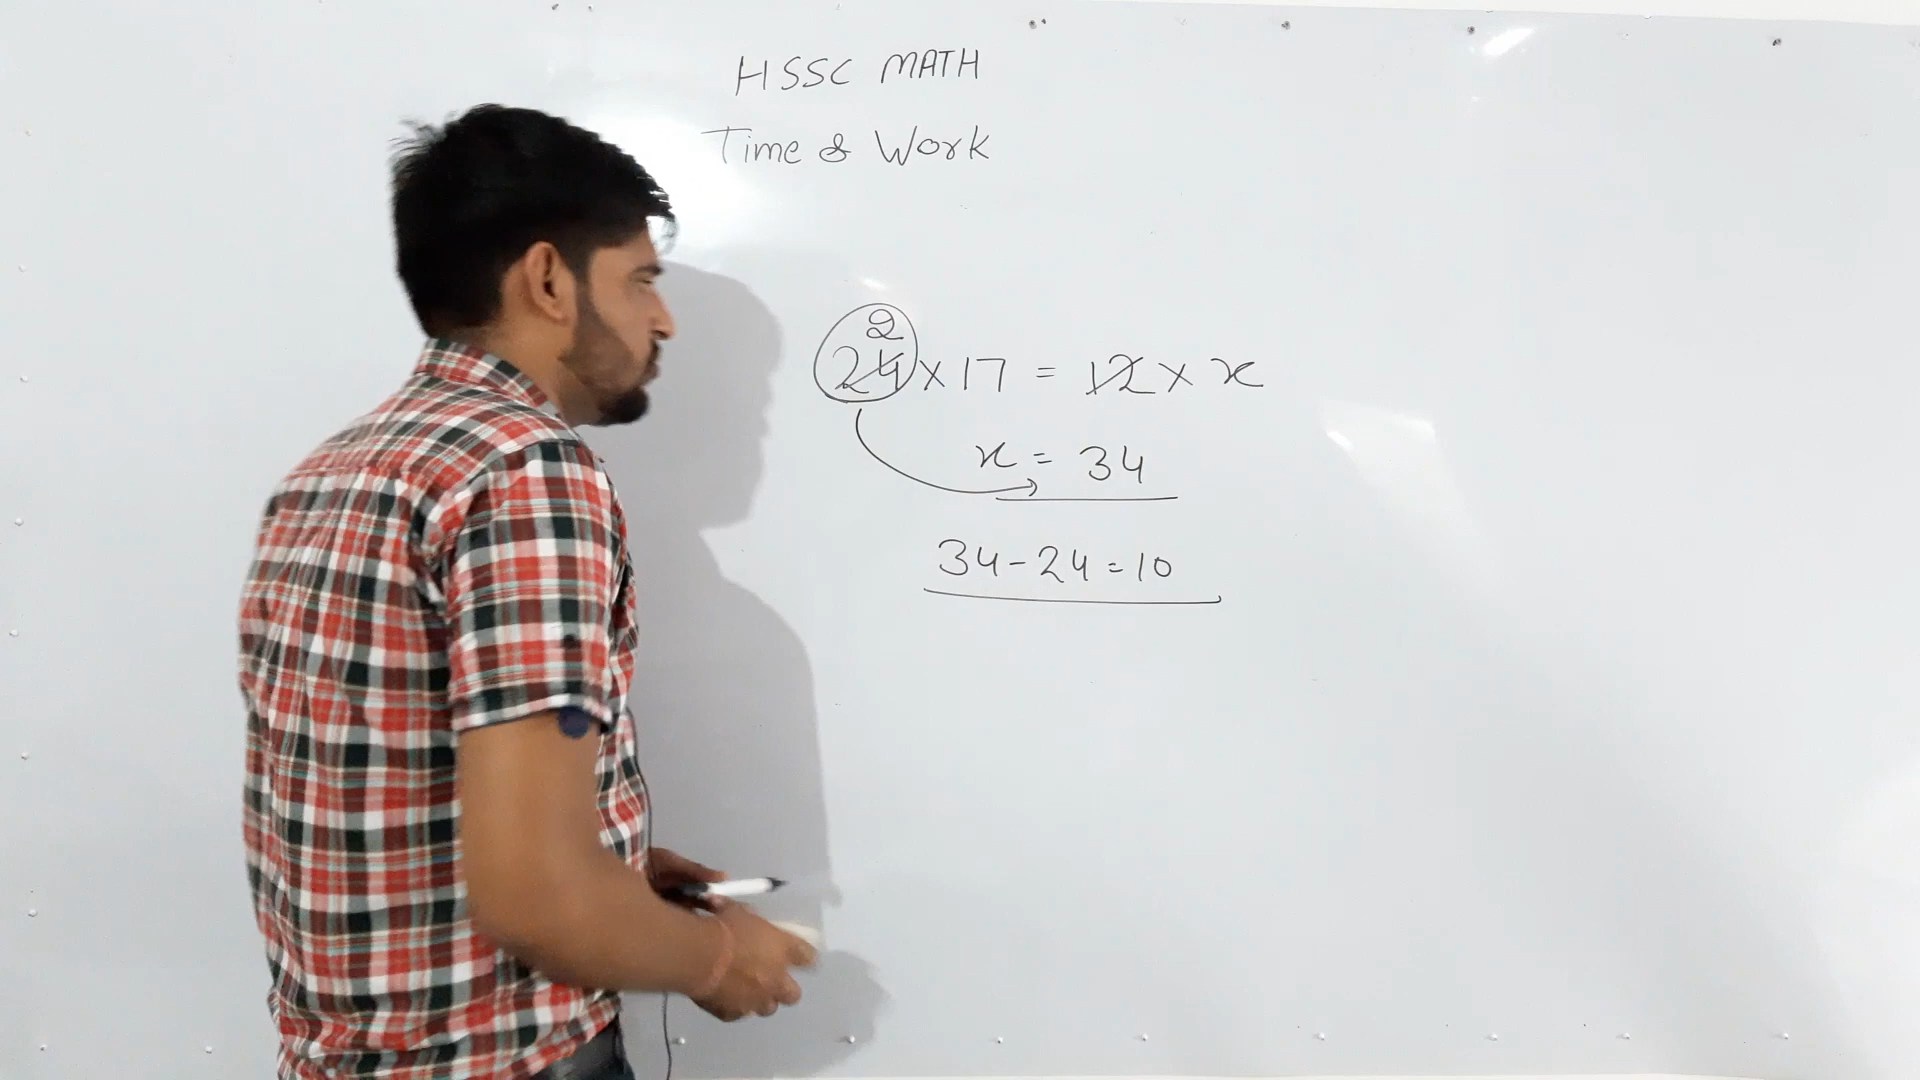 HSSC MATH
Time & Work
2
24 × 17 = 12 × x
x = 34
34 - 24 = 10